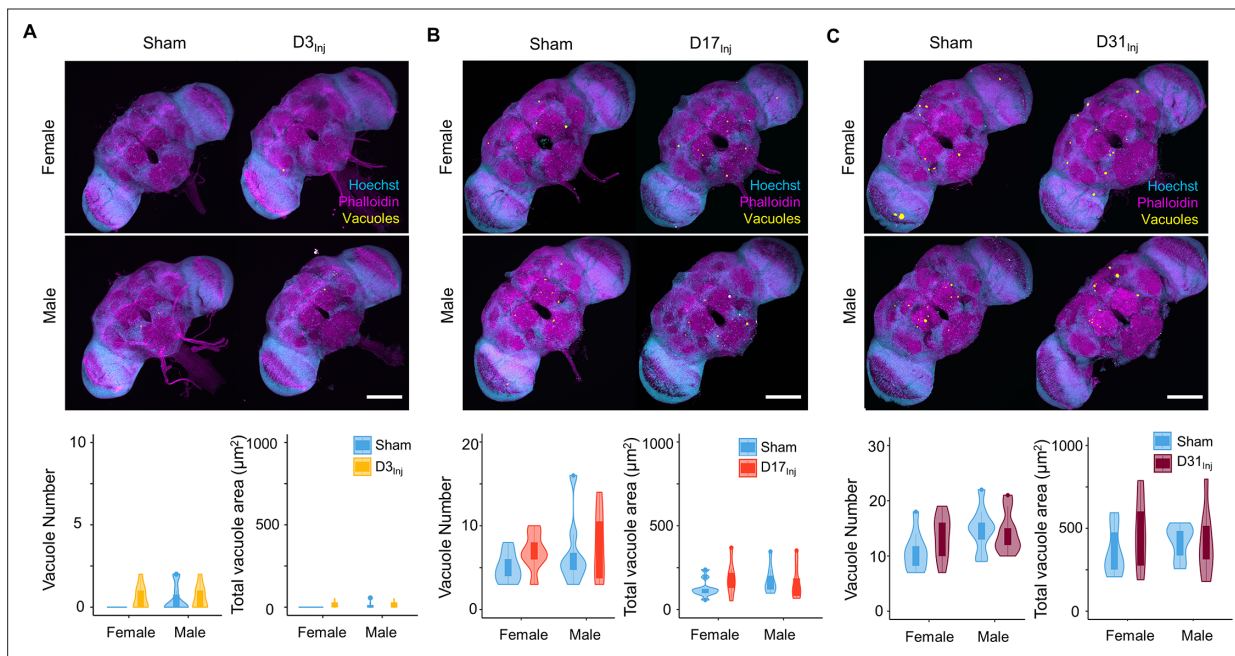 A
Sham
D3Inj
Female
Hoechst
Phalloidin
Vacuoles
Male
Vacuole Number
10
5
0
Female
Male
Total vacuole area (µm²)
1000
500
0
Sham
D3Inj
Female
Male
B
Sham
D17Inj
Female
Hoechst
Phalloidin
Vacuoles
Male
Vacuole Number
20
15
10
5
0
Female
Male
Total vacuole area (µm²)
1000
500
0
Sham
D17Inj
Female
Male
C
Sham
D31Inj
Female
Hoechst
Phalloidin
Vacuoles
Male
Vacuole Number
30
20
10
0
Female
Male
Total vacuole area (µm²)
1000
500
0
Sham
D31Inj
Female
Male